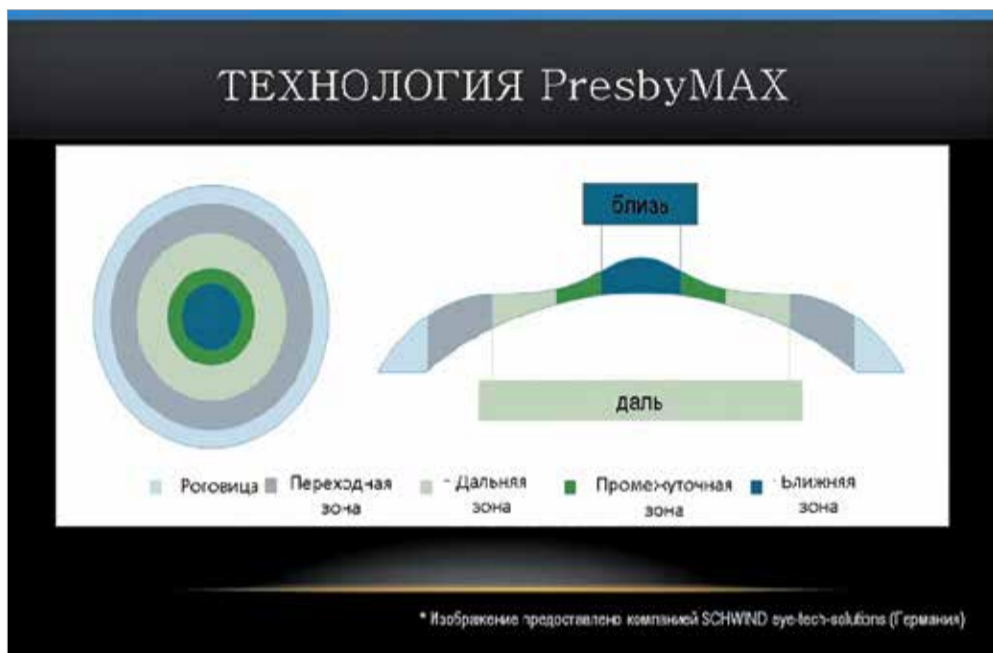 ТЕХНОЛОГИЯ PresbyMAX
близь
даль
Роговица
Переходная
зона
Дальняя
зона
Промежуточная
зона
Ближняя
зона
* Изображение предоставлено компанией SCHWIND eye-tech-solutions (Германия)